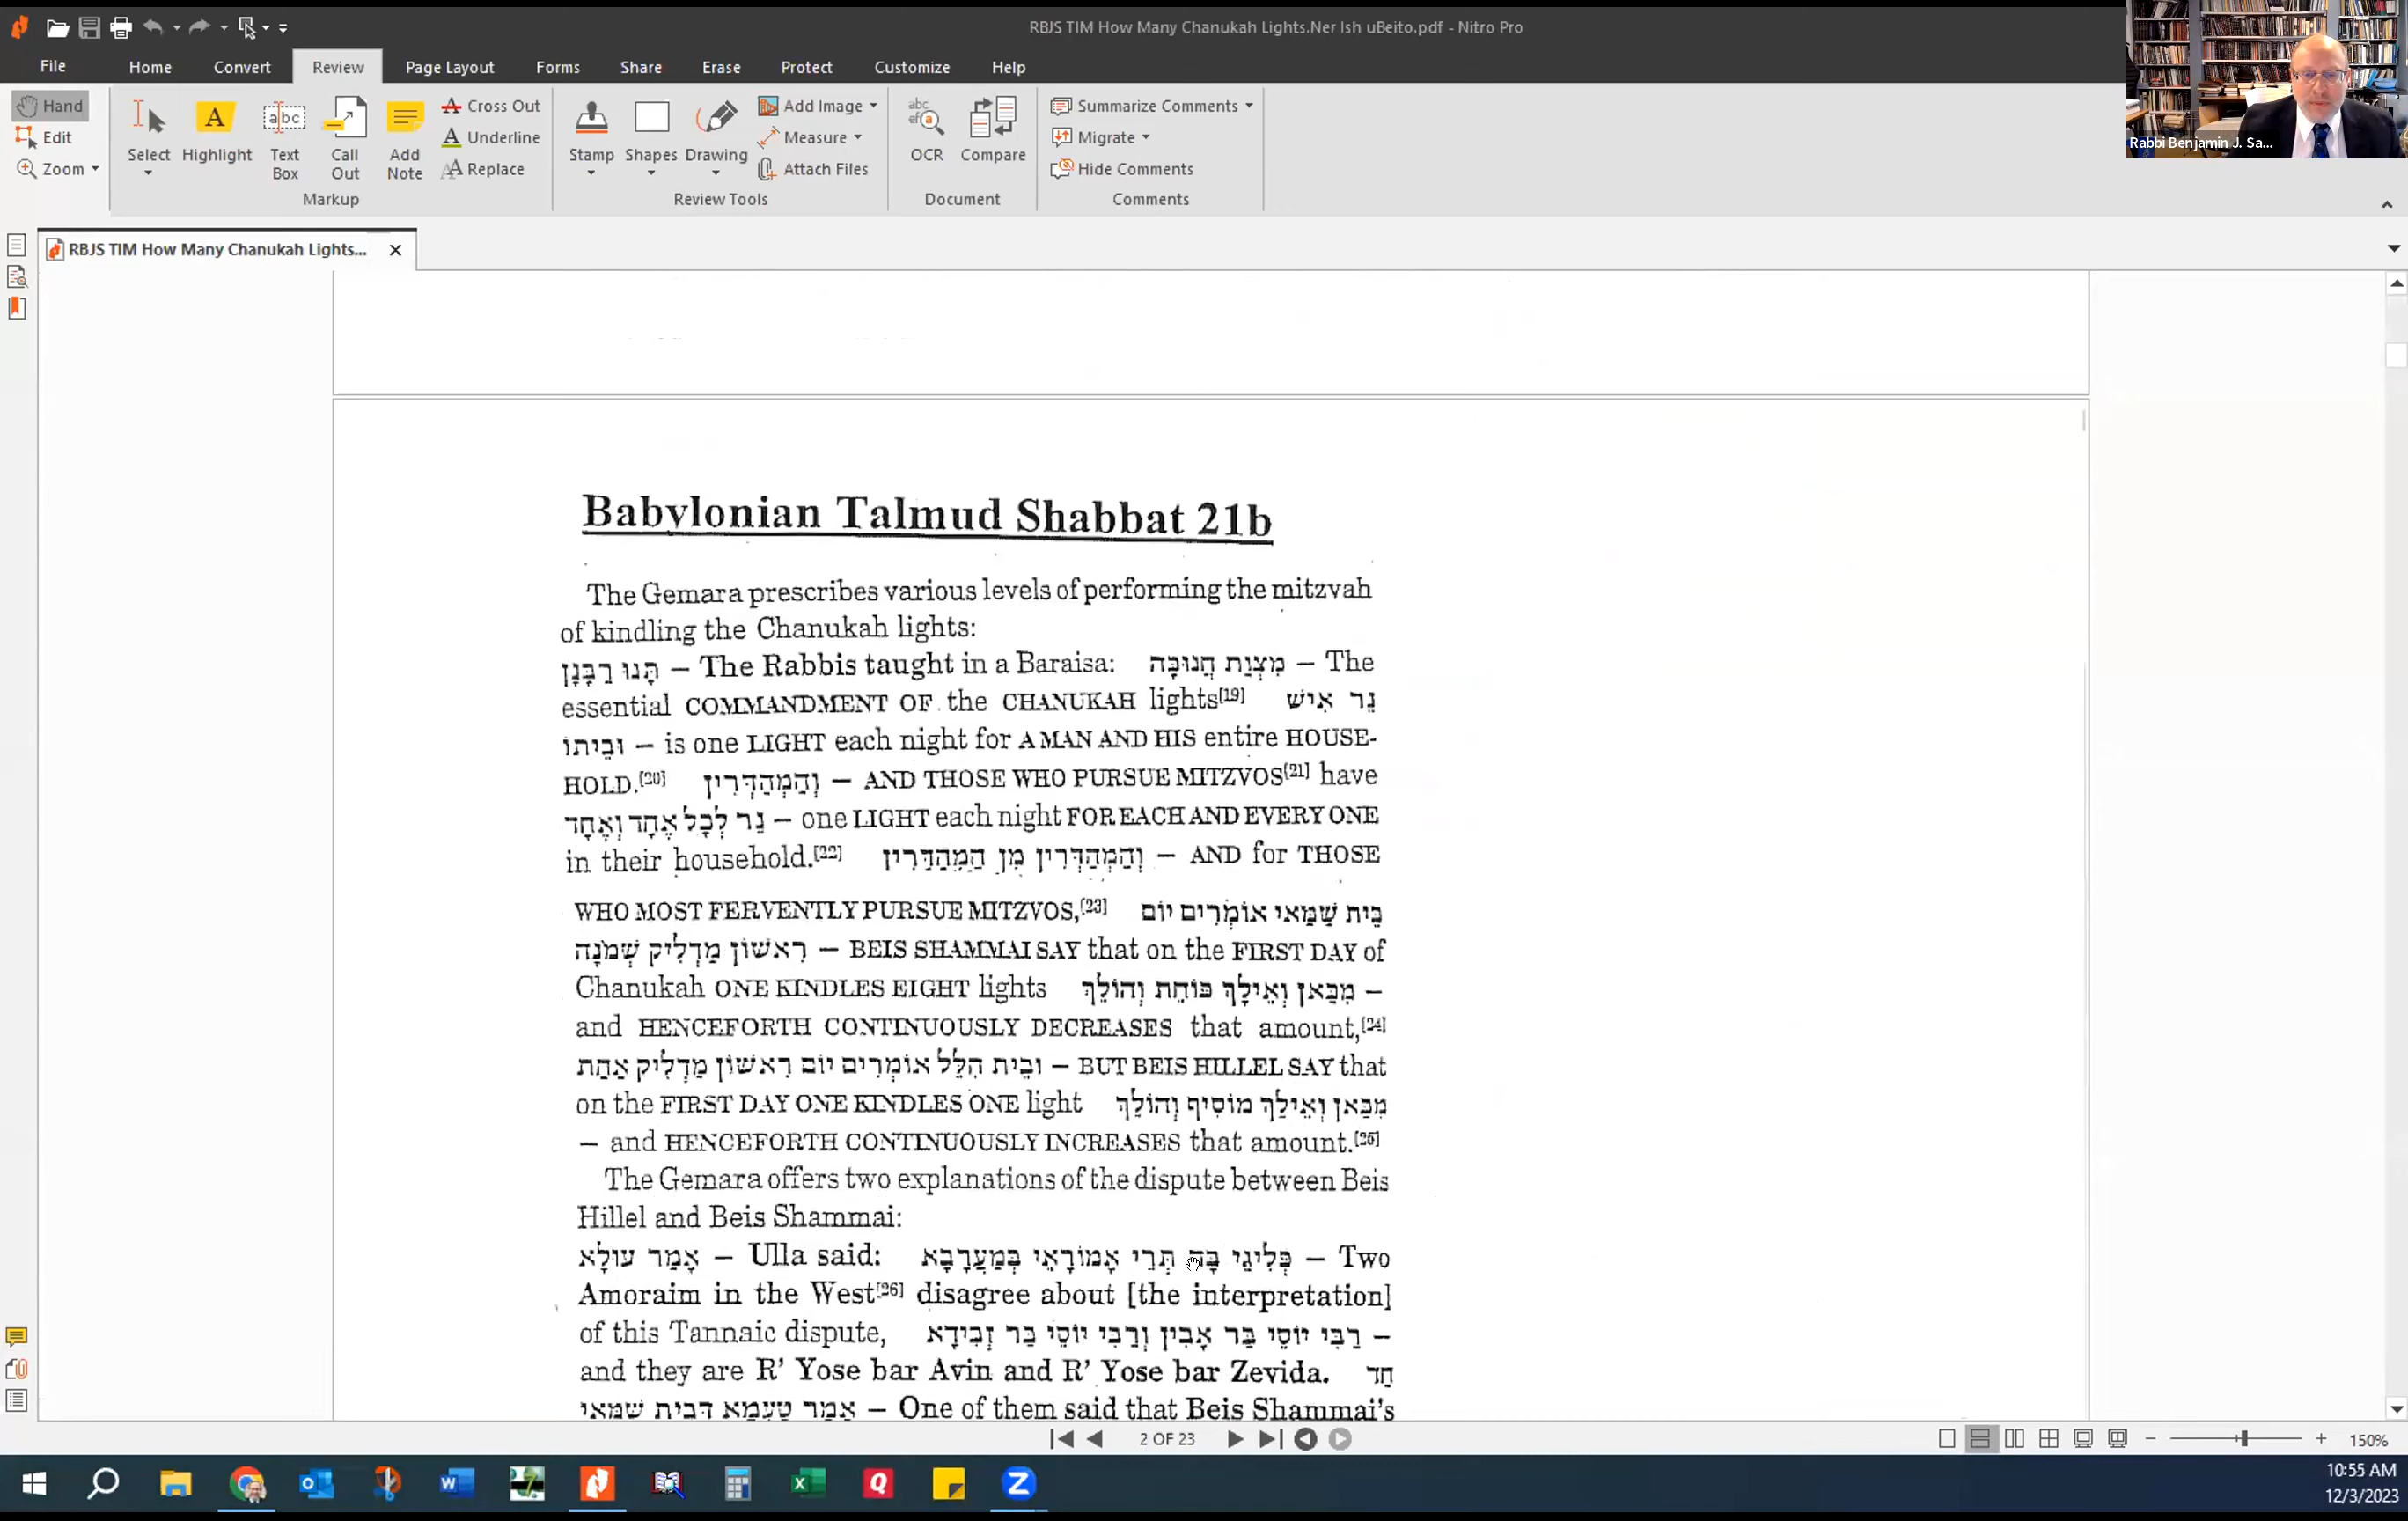 RBJS TIM How Many Chanukah Lights.Ner Ish uBeito.pdf - Nitro Pro
File Home Convert Review Page Layout Forms Share Erase Protect Customize Help
Hand
Edit
Zoom
Select
Highlight
Text Box
Call Out
Add Note
Cross Out
Underline
Replace
Markup
Stamp
Shapes
Drawing
Add Image
Measure
Attach Files
Review Tools
OCR
Compare
Document
Summarize Comments
Migrate
Hide Comments
Comments
Rabbi Benjamin J. Sa...
RBJS TIM How Many Chanukah Lights...
Babylonian Talmud Shabbat 21b
The Gemara prescribes various levels of performing the mitzvah
of kindling the Chanukah lights:
תָּנוּ רַבָּנָן – The Rabbis taught in a Baraisa: מִצְוַת חֲנוּכָּה – The
essential COMMANDMENT OF the CHANUKAH lights[19] נֵר אִישׁ
וּבֵיתוֹ – is one LIGHT each night for A MAN AND HIS entire HOUSE-
HOLD.[20] וְהַמְהַדְּרִין – AND THOSE WHO PURSUE MITZVOS[21] have
נֵר לְכָל אֶחָד וְאֶחָד – one LIGHT each night FOR EACH AND EVERY ONE
in their household.[22] וְהַמְהַדְּרִין מִן הַמְהַדְּרִין – AND for THOSE
WHO MOST FERVENTLY PURSUE MITZVOS,[23] בֵּית שַׁמַּאי אוֹמְרִים יוֹם
רִאשׁוֹן מַדְלִיק שְׁמֹנָה – BEIS SHAMMAI SAY that on the FIRST DAY of
Chanukah ONE KINDLES EIGHT lights מִכָּאן וְאֵילָךְ פּוֹחֵת וְהוֹלֵךְ –
and HENCEFORTH CONTINUOUSLY DECREASES that amount,[24]
וּבֵית הִלֵּל אוֹמְרִים יוֹם רִאשׁוֹן מַדְלִיק אַחַת – BUT BEIS HILLEL SAY that
on the FIRST DAY ONE KINDLES ONE light מִכָּאן וְאֵילָךְ מוֹסִיף וְהוֹלֵךְ
– and HENCEFORTH CONTINUOUSLY INCREASES that amount.[25]
The Gemara offers two explanations of the dispute between Beis
Hillel and Beis Shammai:
אָמַר עוּלָּא – Ulla said: פְּלִיגִי בָּהּ תְּרֵי אָמוֹרָאֵי בְּמַעֲרָבָא – Two
Amoraim in the West[26] disagree about [the interpretation]
of this Tannaic dispute, רַבִּי יוֹסֵי בַּר אָבִין וְרַבִּי יוֹסֵי בַּר זְבִידָא –
and they are R' Yose bar Avin and R' Yose bar Zevida. חַד
אָמַר טַעְמָא דְּבֵית שַׁמַּאי – One of them said that Beis Shammai's
2 OF 23
150%
10:55 AM
12/3/2023